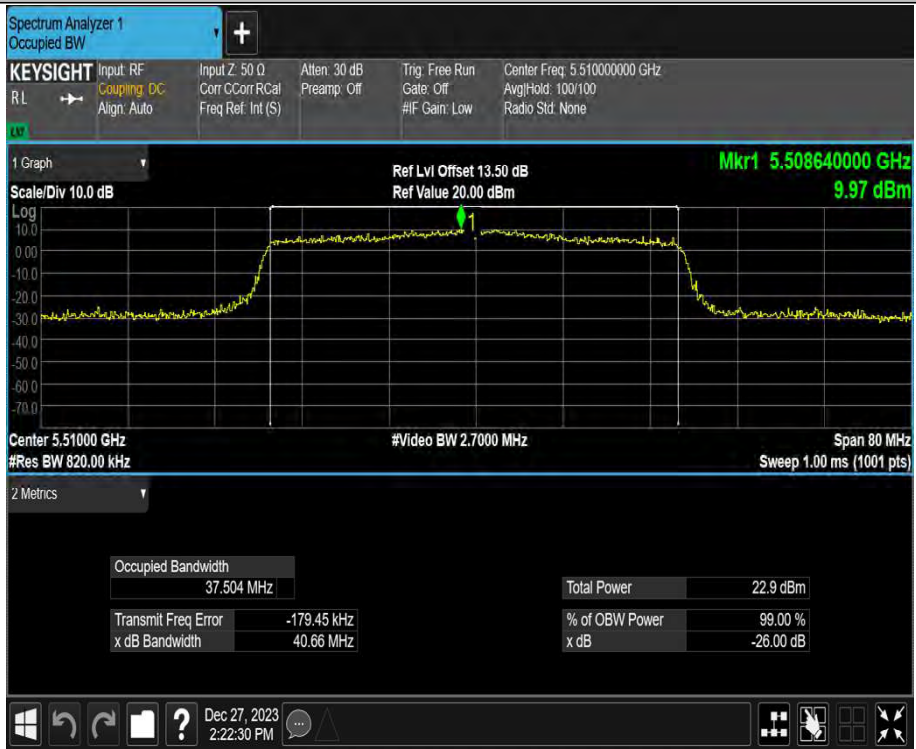 Spectrum Analyzer 1
Occupied BW
+
KEYSIGHT
RL
LXI
Input: RF
Coupling: DC
Align: Auto
Input Z: 50 Ω
Corr CCorr RCal
Freq Ref: Int (S)
Atten: 30 dB
Preamp: Off
Trig: Free Run
Gate: Off
#IF Gain: Low
Center Freq: 5.510000000 GHz
Avg|Hold: 100/100
Radio Std: None
1 Graph
Scale/Div 10.0 dB
Ref Lvl Offset 13.50 dB
Ref Value 20.00 dBm
Mkr1 5.508640000 GHz
9.97 dBm
Log
10.0
0.00
-10.0
-20.0
-30.0
-40.0
-50.0
-60.0
-70.0
1
Center 5.51000 GHz
#Video BW 2.7000 MHz
Span 80 MHz
#Res BW 820.00 kHz
Sweep 1.00 ms (1001 pts)
2 Metrics
Occupied Bandwidth
37.504 MHz
Total Power 22.9 dBm
Transmit Freq Error -179.45 kHz
% of OBW Power 99.00 %
x dB Bandwidth 40.66 MHz
x dB -26.00 dB
?
Dec 27, 2023
2:22:30 PM